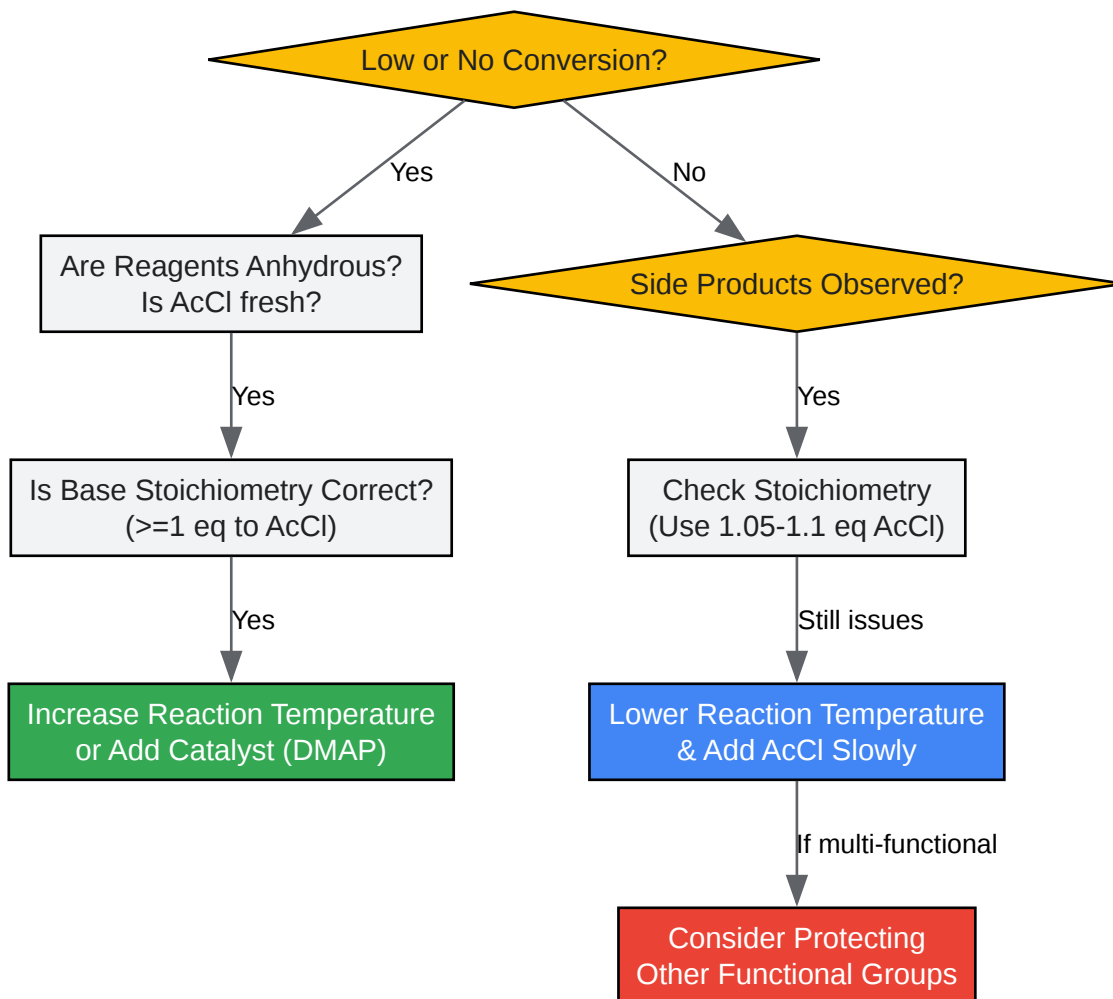 Low or No Conversion?
Yes
No
Are Reagents Anhydrous?
Is AcCl fresh?
Side Products Observed?
Yes
Yes
Is Base Stoichiometry Correct?
(>=1 eq to AcCl)
Check Stoichiometry
(Use 1.05-1.1 eq AcCl)
Yes
Still issues
Increase Reaction Temperature
or Add Catalyst (DMAP)
Lower Reaction Temperature
& Add AcCl Slowly
If multi-functional
Consider Protecting
Other Functional Groups